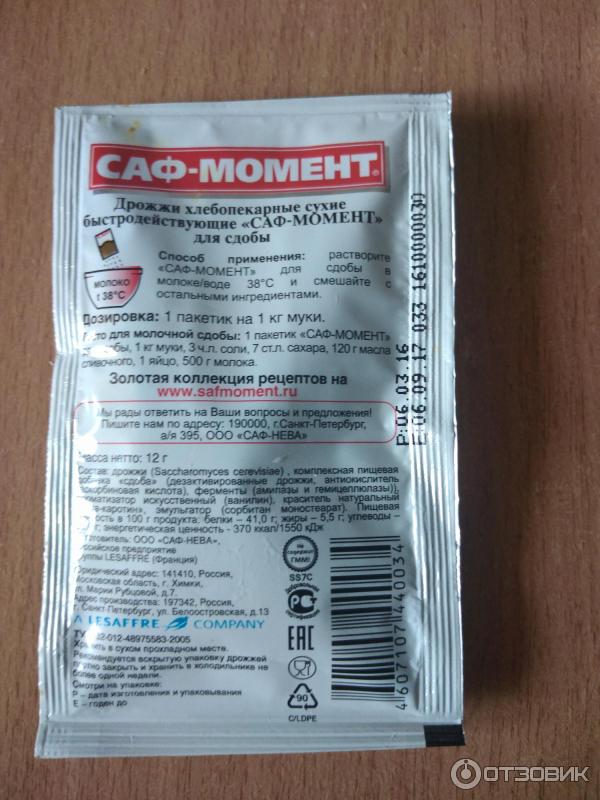 САФ-МОМЕНТ®
Дрожжи хлебопекарные сухие
быстродействующие «САФ-МОМЕНТ»
для сдобы
Способ применения: растворите
«САФ-МОМЕНТ» для сдобы в
молоке/воде 38°С и смешайте с
остальными ингредиентами.
МОЛОКО
t 38°C
Дозировка: 1 пакетик на 1 кг муки.
для молочной сдобы: 1 пакетик «САФ-МОМЕНТ»
1 кг муки, 3 ч.л. соли, 7 ст.л. сахара, 120 г масла
сливочного, 1 яйцо, 500 г молока.
Золотая коллекция рецептов на
www.safmoment.ru
Мы рады ответить на Ваши вопросы и предложения!
Пишите нам по адресу: 190000, г.Санкт-Петербург,
а/я 395, ООО «САФ-НЕВА»
масса нетто: 12 г
Состав: дрожжи (Saccharomyces cerevisiae) , комплексная пищевая
«сдоба» (дезактивированные дрожжи, антиокислитель
кислота), ферменты (амилазы и гемицеллюлазы)),
ароматизатор искусственный (ванилин), краситель натуральный
эмульгатор (сорбитан моностеарат). Пищевая
в 100 г продукта: белки – 41,0 г; жиры – 5,5 г; углеводы –
энергетическая ценность - 370 ккал/1550 кДж
ООО «САФ-НЕВА»,
российское предприятие
группы LESAFFRE (Франция)
Юридический адрес: 141410, Россия,
Московская область, г. Химки,
ул. Марии Рубцовой, д.7.
Адрес производства: 197342, Россия,
г. Санкт-Петербург, ул. Белоостровская, д.13
A LESAFFRE COMPANY
-012-48975583-2005
Хранить в сухом прохладном месте.
Рекомендуется вскрытую упаковку дрожжей
плотно закрыть и хранить в холодильнике не
более одной недели.
Смотри на упаковке:
P – дата изготовления и упаковывания
E – годен до
Не содержит
ГММ!
SS7C
Добровольная
сертификация
EAC
90
C/LDPE
4607107440034
P:06.03.16
E:06.09.17 033 1610000030
ОТЗОВИК